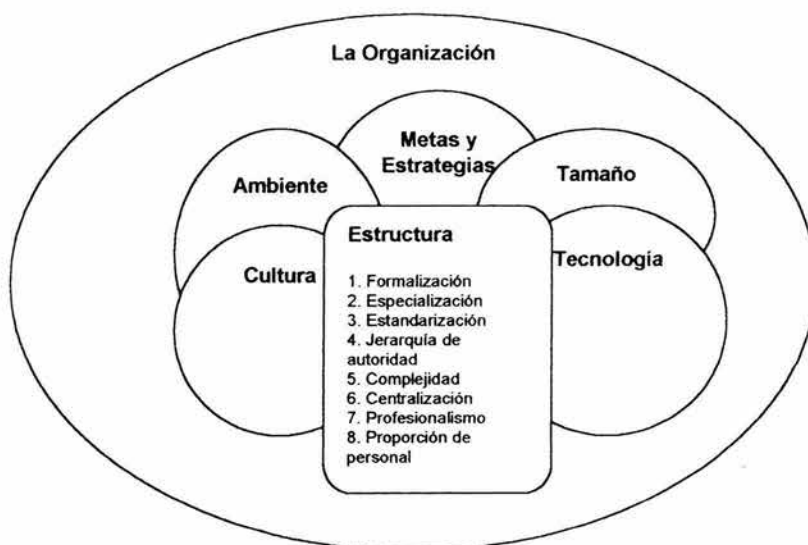 La Organización
Metas y
Estrategias
Ambiente
Tamaño
Estructura
Cultura
Tecnología
1. Formalización
2. Especialización
3. Estandarización
4. Jerarquía de
autoridad
5. Complejidad
6. Centralización
7. Profesionalismo
8. Proporción de
personal